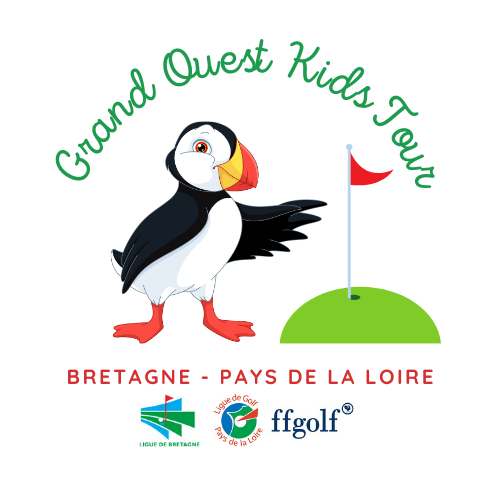 Grand Ouest Kids Tour
BRETAGNE - PAYS DE LA LOIRE
LIGUE DE BRETAGNE
Ligue de Golf
Pays de la Loire
ffgolf